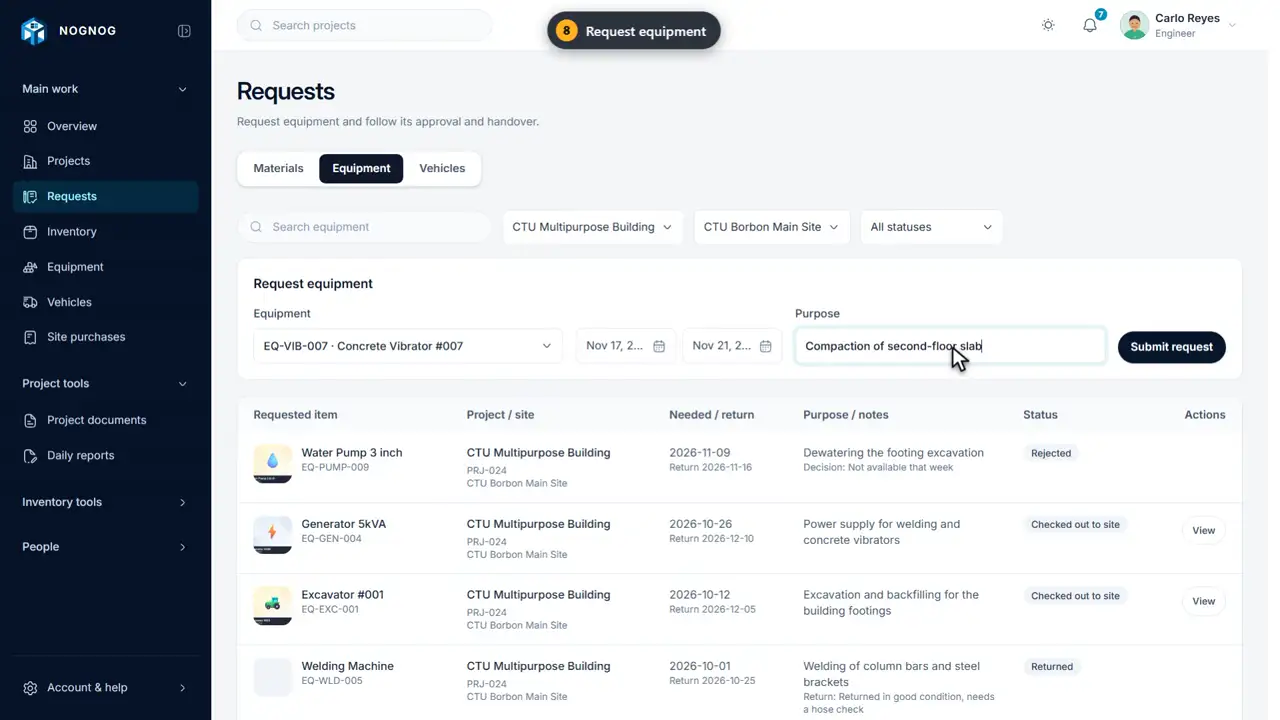 NOGNOG
Search projects
8 Request equipment
7
Carlo Reyes
Engineer
Main work
Overview
Projects
Requests
Inventory
Equipment
Vehicles
Site purchases
Project tools
Project documents
Daily reports
Inventory tools
People
Account & help
Requests
Request equipment and follow its approval and handover.
Materials Equipment Vehicles
Search equipment CTU Multipurpose Building CTU Borbon Main Site All statuses
Request equipment
Equipment Purpose
EQ-VIB-007 · Concrete Vibrator #007 Nov 17, 2... Nov 21, 2... Compaction of second-floor slab Submit request
Requested item Project / site Needed / return Purpose / notes Status Actions
Water Pump 3 inch
EQ-PUMP-009
CTU Multipurpose Building
PRJ-024
CTU Borbon Main Site
2026-11-09
Return 2026-11-16
Dewatering the footing excavation
Decision: Not available that week
Rejected
Generator 5kVA
EQ-GEN-004
CTU Multipurpose Building
PRJ-024
CTU Borbon Main Site
2026-10-26
Return 2026-12-10
Power supply for welding and
concrete vibrators
Checked out to site
View
Excavator #001
EQ-EXC-001
CTU Multipurpose Building
PRJ-024
CTU Borbon Main Site
2026-10-12
Return 2026-12-05
Excavation and backfilling for the
building footings
Checked out to site
View
Welding Machine
EQ-WLD-005
CTU Multipurpose Building
PRJ-024
CTU Borbon Main Site
2026-10-01
Return 2026-10-25
Welding of column bars and steel
brackets
Return: Returned in good condition, needs
a hose check
Returned